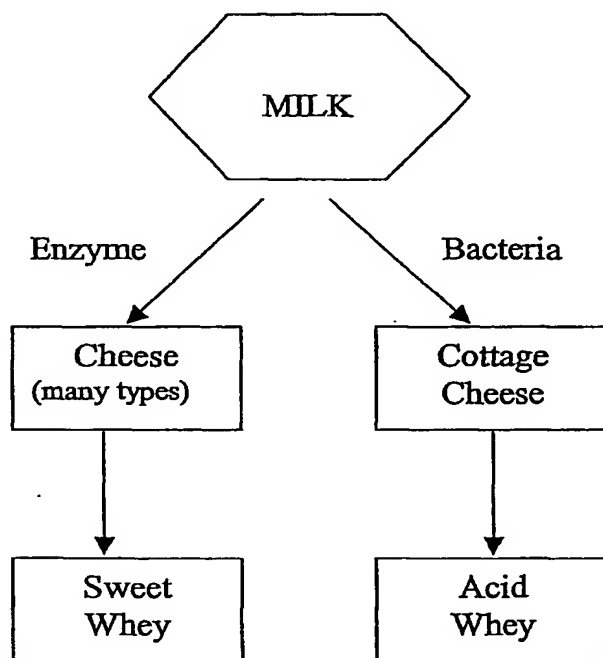 MILK
Enzyme
Bacteria
Cheese
(many types)
Cottage
Cheese
Sweet
Whey
Acid
Whey